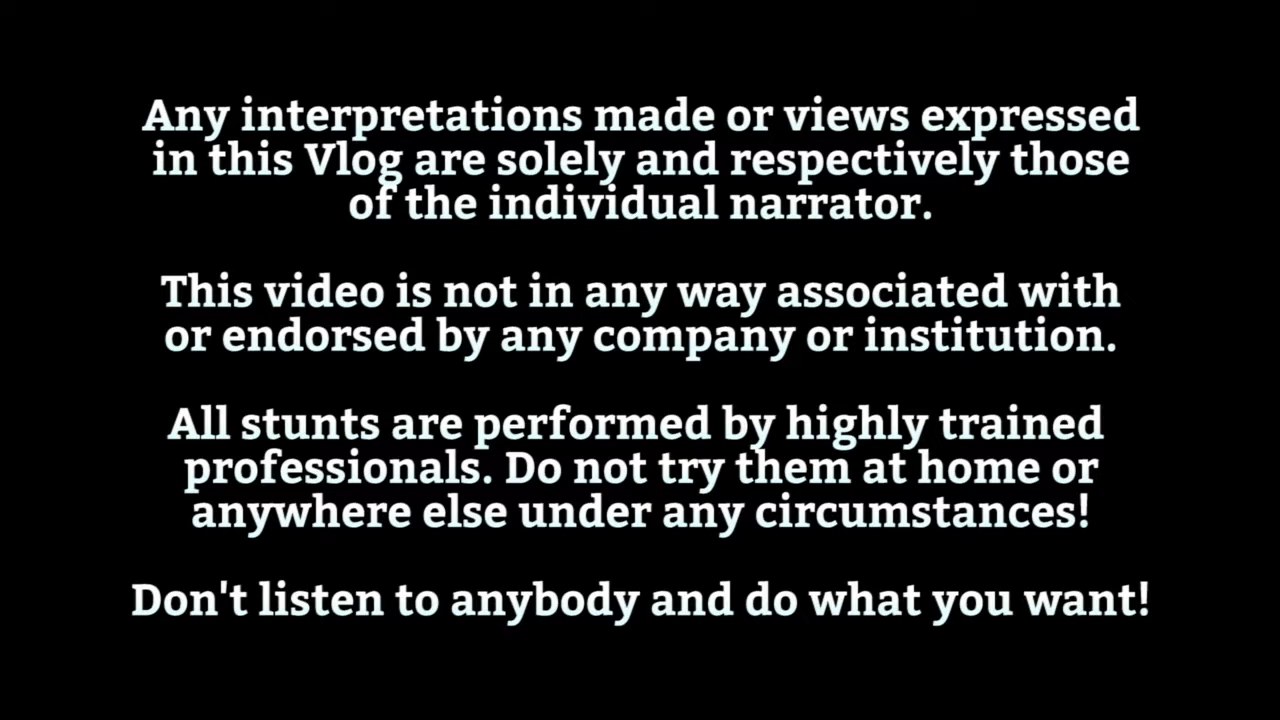 Any interpretations made or views expressed
in this Vlog are solely and respectively those
of the individual narrator.
This video is not in any way associated with
or endorsed by any company or institution.
All stunts are performed by highly trained
professionals. Do not try them at home or
anywhere else under any circumstances!
Don't listen to anybody and do what you want!